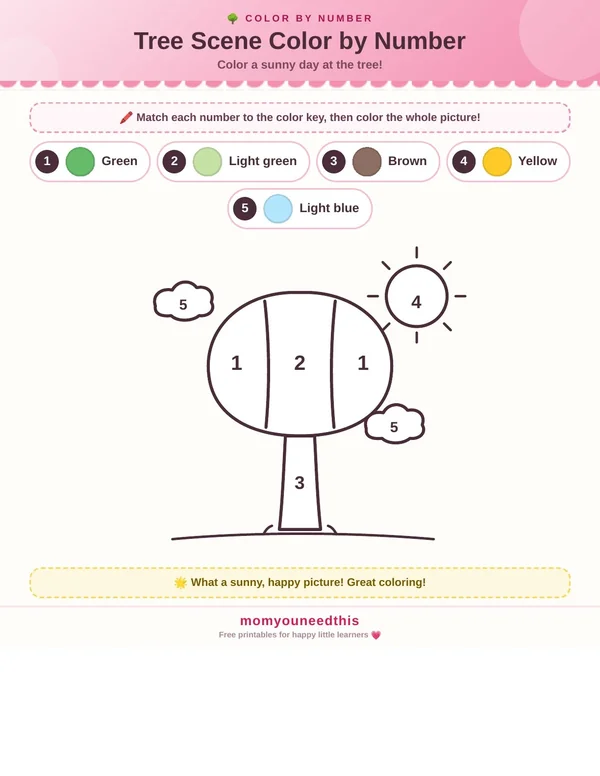 COLOR BY NUMBER
Tree Scene Color by Number
Color a sunny day at the tree!
Match each number to the color key, then color the whole picture!
1 Green 2 Light green 3 Brown 4 Yellow
5 Light blue
5 4
1 2 1
5
3
What a sunny, happy picture! Great coloring!
momyouneedthis
Free printables for happy little learners